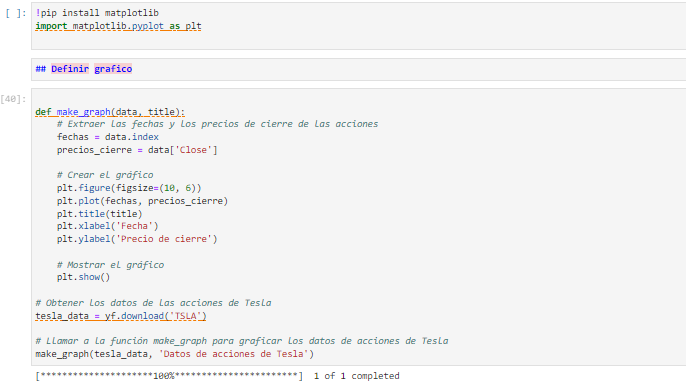 [ ]: !pip install matplotlib
import matplotlib.pyplot as plt
## Definir grafico
[40]:
def make_graph(data, title):
# Extraer las fechas y los precios de cierre de las acciones
fechas = data.index
precios_cierre = data['Close']
# Crear el gráfico
plt.figure(figsize=(10, 6))
plt.plot(fechas, precios_cierre)
plt.title(title)
plt.xlabel('Fecha')
plt.ylabel('Precio de cierre')
# Mostrar el gráfico
plt.show()
# Obtener los datos de las acciones de Tesla
tesla_data = yf.download('TSLA')
# Llamar a la función make_graph para graficar los datos de acciones de Tesla
make_graph(tesla_data, 'Datos de acciones de Tesla')
[*********************100%***********************] 1 of 1 completed